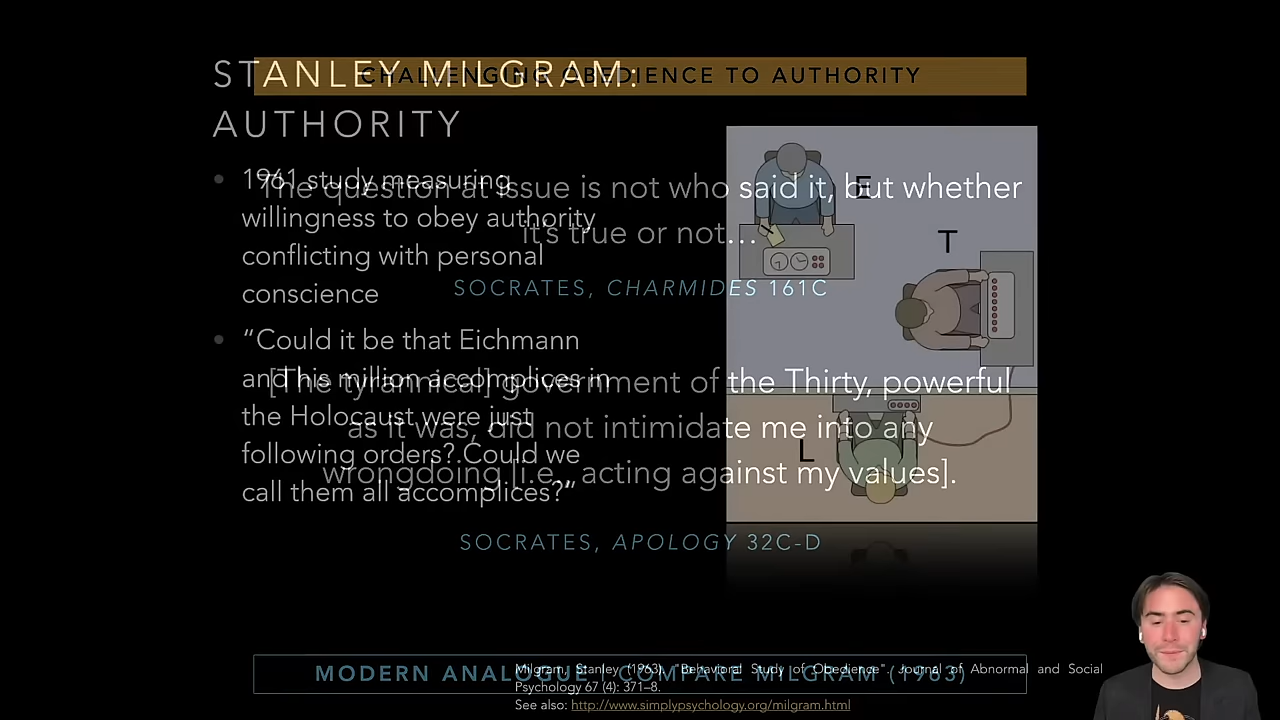 STANLEY MILGRAM:
AUTHORITY
• 1961 study measuring
willingness to obey authority
conflicting with personal
conscience
• “Could it be that Eichmann
and his million accomplices in
the Holocaust were just
following orders? Could we
call them all accomplices?”
E
T
L
Milgram, Stanley (1963). "Behavioral Study of Obedience". Journal of Abnormal and Social
Psychology 67 (4): 371–8.
See also: http://www.simplypsychology.org/milgram.html
CHALLENGING OBEDIENCE TO AUTHORITY
The question at issue is not who said it, but whether
it's true or not…
SOCRATES, CHARMIDES 161C
[The tyrannical] government of the Thirty, powerful
as it was, did not intimidate me into any
wrongdoing [i.e., acting against my values].
SOCRATES, APOLOGY 32C-D
MODERN ANALOGUE | COMPARE MILGRAM (1963)